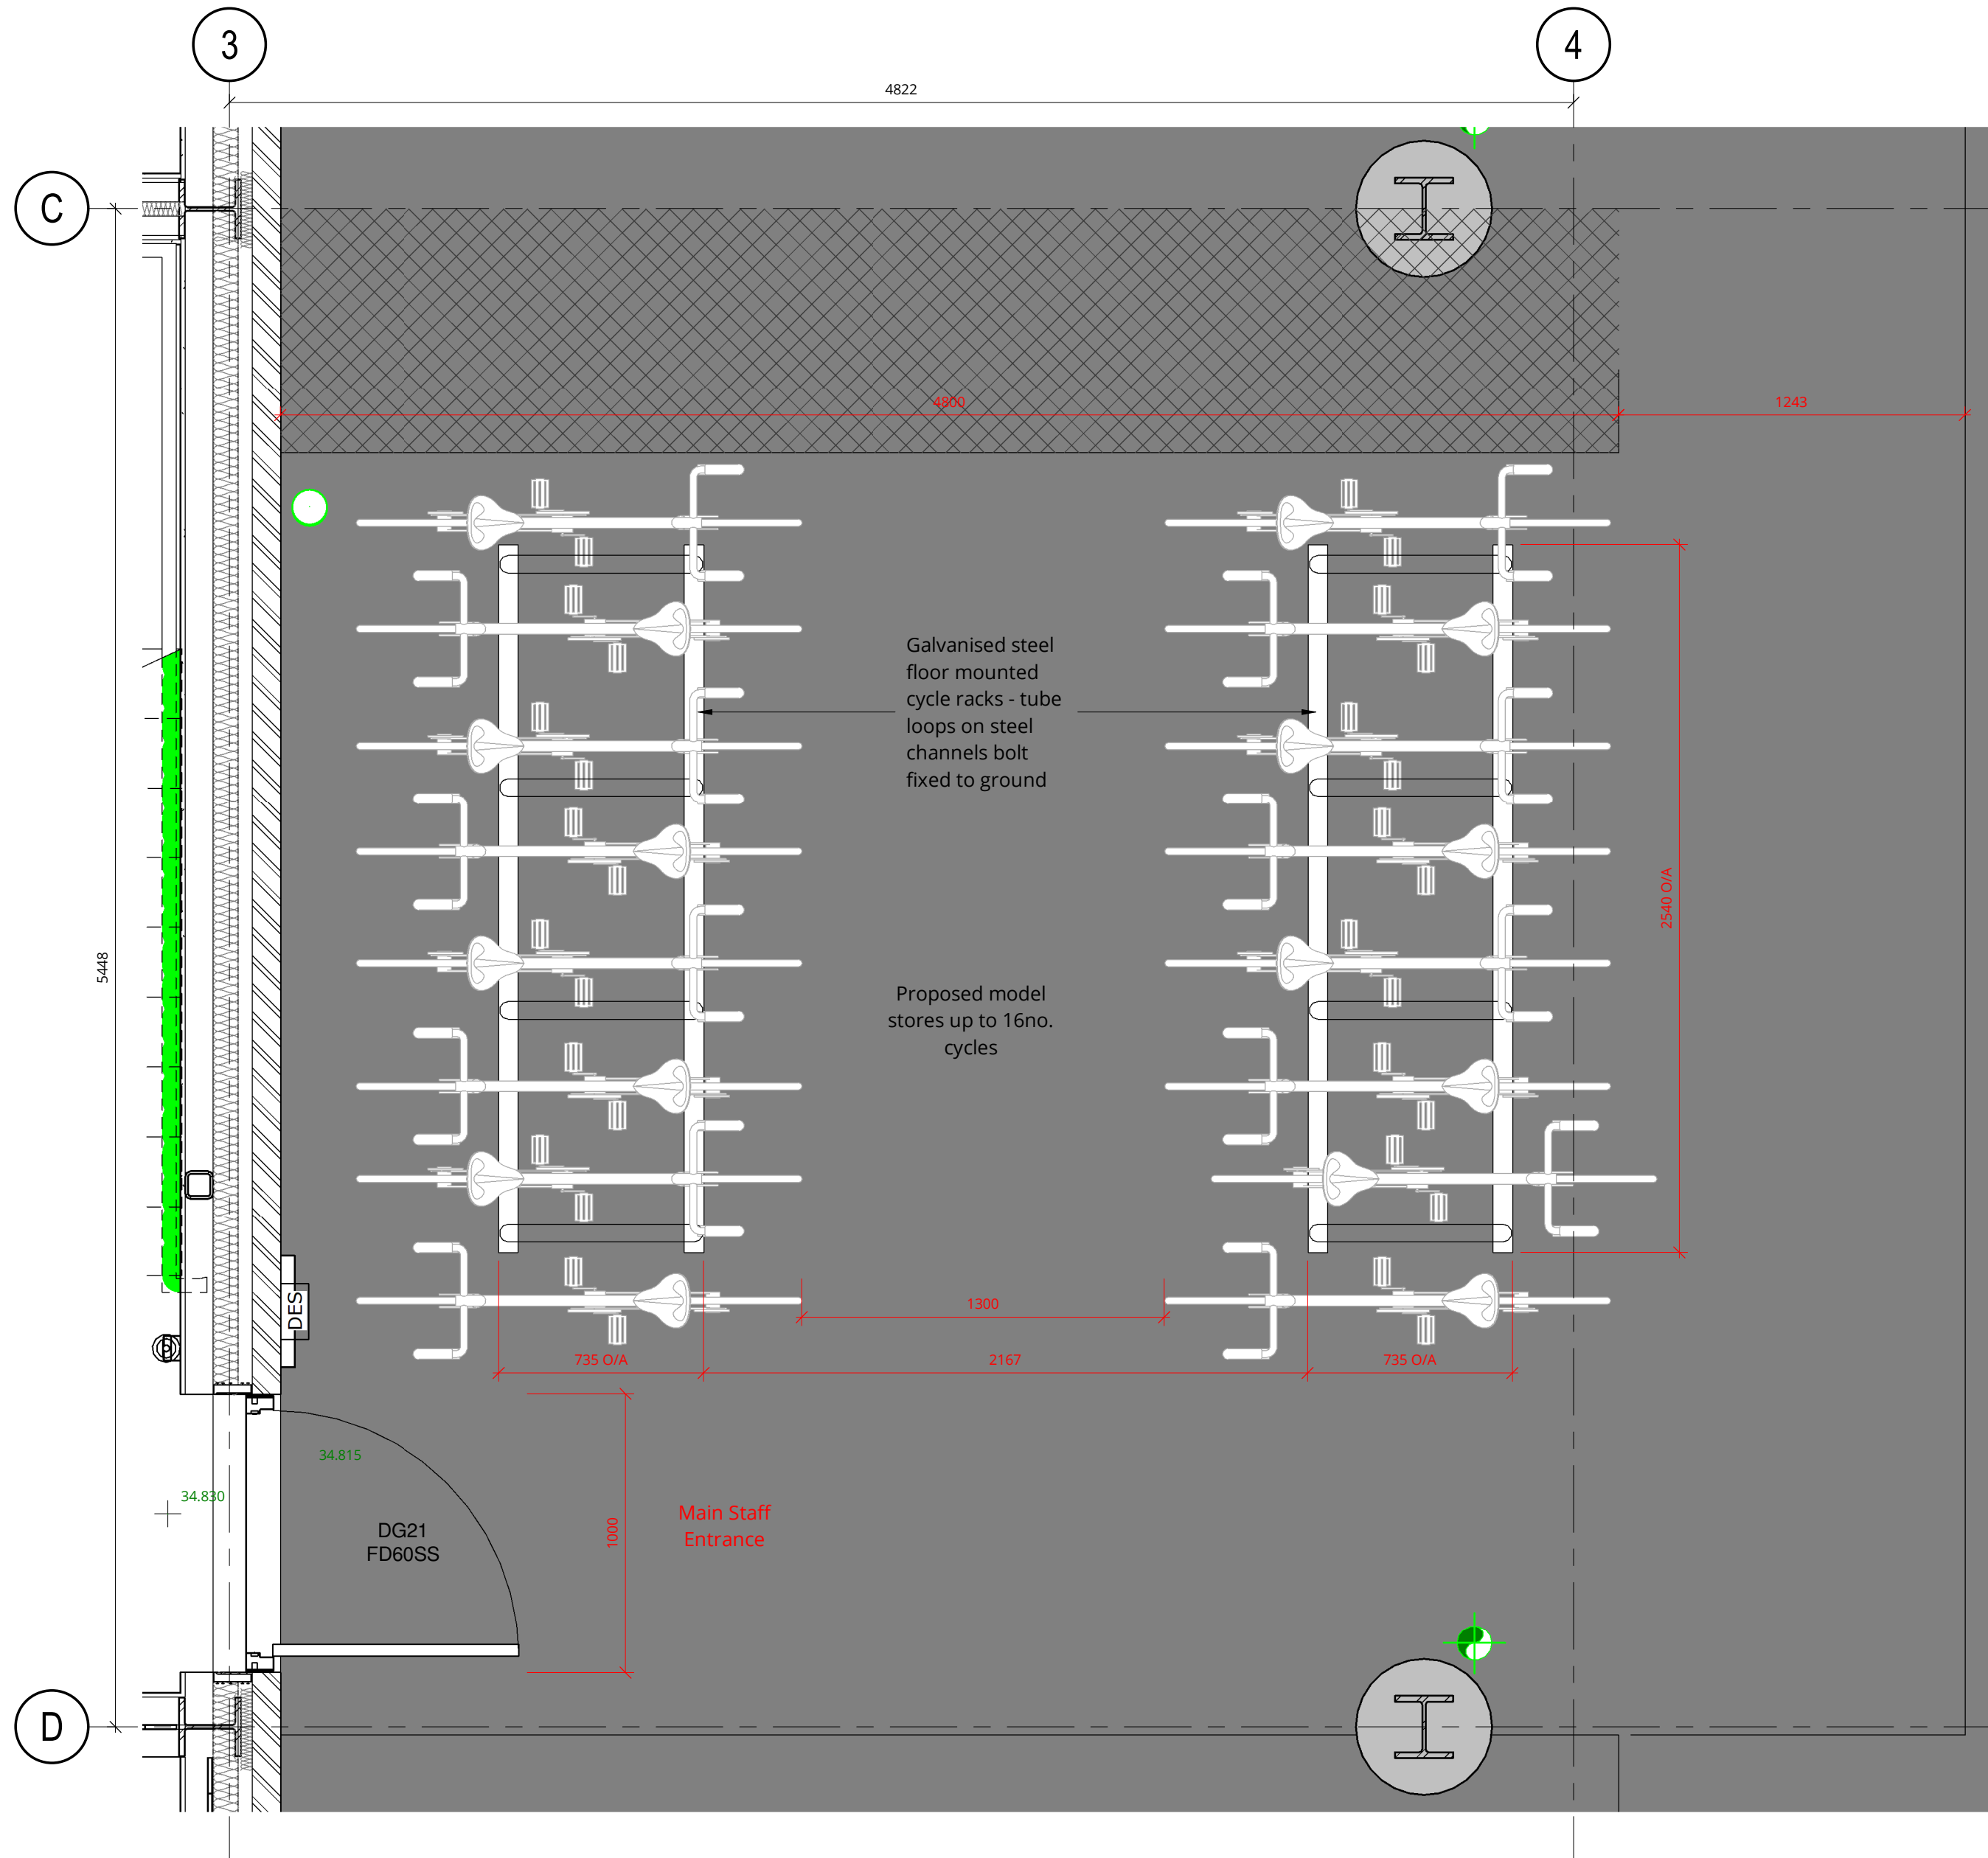 3
4
4822
C
4800
1243
Galvanised steel
floor mounted
cycle racks - tube
loops on steel
channels bolt
fixed to ground
2540 O/A
5448
Proposed model
stores up to 16no.
cycles
DES
1300
735 O/A
2167
735 O/A
34.815
34.830
DG21
FD60SS
1000
Main Staff
Entrance
D